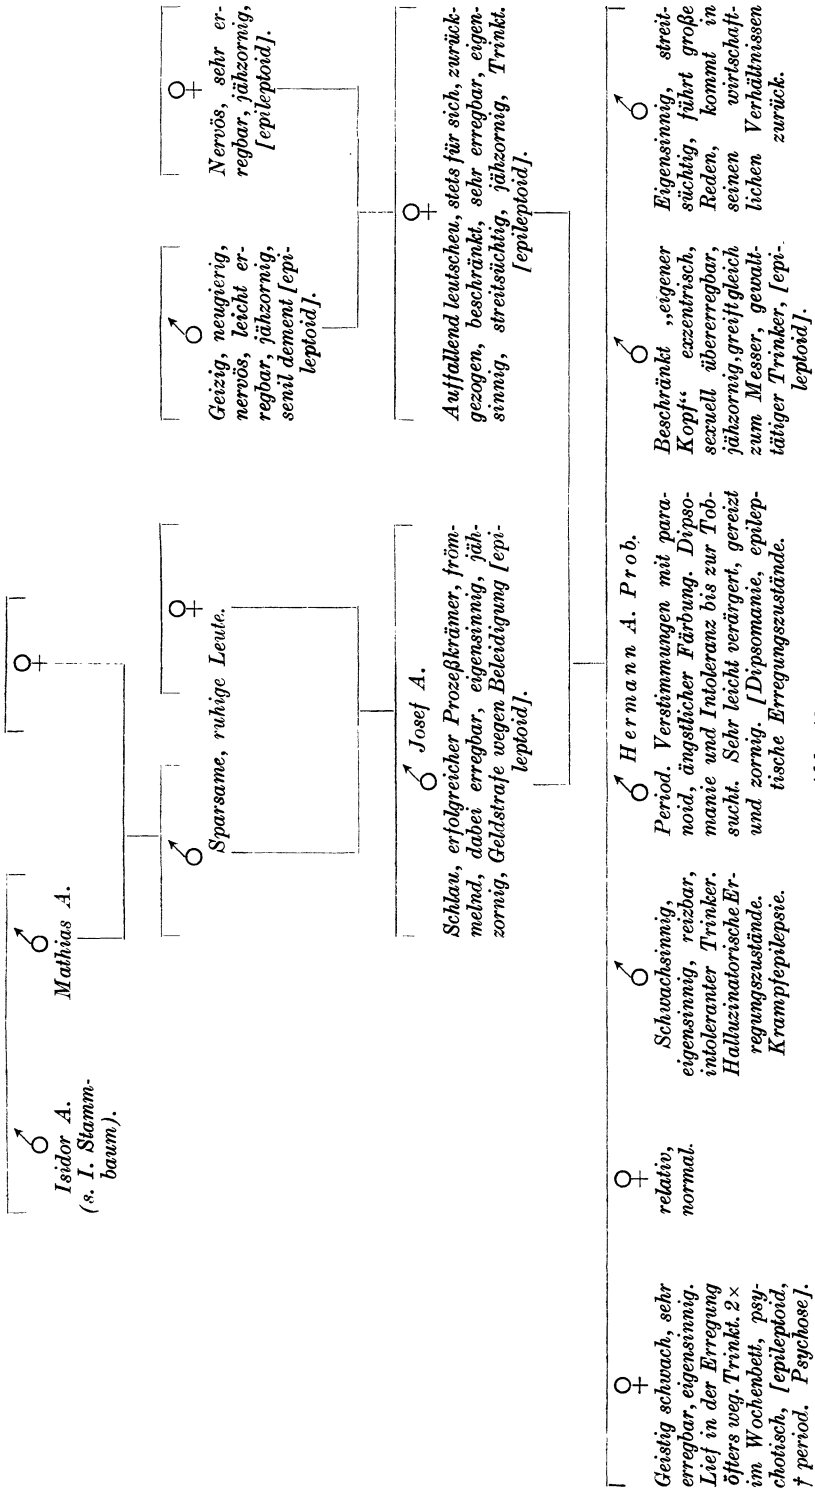 Isidor A.
(s. I. Stamm-
baum).
Mathias A.
Sparsame, ruhige Leute.
Geizig, neugierig,
nervös, leicht er-
regbar, jähzornig,
senil dement [epi-
leptoid].
Nervös, sehr er-
regbar, jähzornig,
[epileptoid].
Josef A.
Schlau, erfolgreicher Prozeßkrämer, fröm-
melnd, dabei erregbar, eigensinnig, jäh-
zornig, Geldstrafe wegen Beleidigung [epi-
leptoid].
Auffallend leutscheu, stets für sich, zurück-
gezogen, beschränkt, sehr erregbar, eigen-
sinnig, streitsüchtig, jähzornig, Trinkt.
[epileptoid].
Geistig schwach, sehr
erregbar, eigensinnig.
Lief in der Erregung
öfters weg. Trinkt. 2×
im Wochenbett, psy-
chotisch, [epileptoid,
† period. Psychose].
relativ,
normal.
Schwachsinnig,
eigensinnig, reizbar,
intoleranter Trinker.
Halluzinatorische Er-
regungszustände.
Krampfepilepsie.
Hermann A. Prob.
Period. Verstimmungen mit para-
noid, ängstlicher Färbung. Dipso-
manie und Intoleranz bis zur Tob-
sucht. Sehr leicht verärgert, gereizt
und zornig. [Dipsomanie, epilep-
tische Erregungszustände.
Beschränkt „eigener
Kopf“ exzentrisch,
sexuell übererregbar,
jähzornig, greift gleich
zum Messer, gewalt-
tätiger Trinker, [epi-
leptoid].
Eigensinnig, streit-
süchtig, führt große
Reden, kommt in
seinen wirtschaft-
lichen Verhältnissen
zurück.